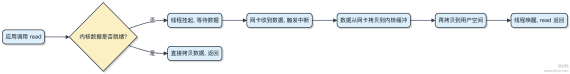 应用调用 read
内核数据是否就绪?
否
线程挂起, 等待数据
网卡收到数据, 触发中断
数据从网卡拷贝到内核缓冲
再拷贝到用户空间
线程唤醒, read 返回
是
直接拷贝数据, 返回